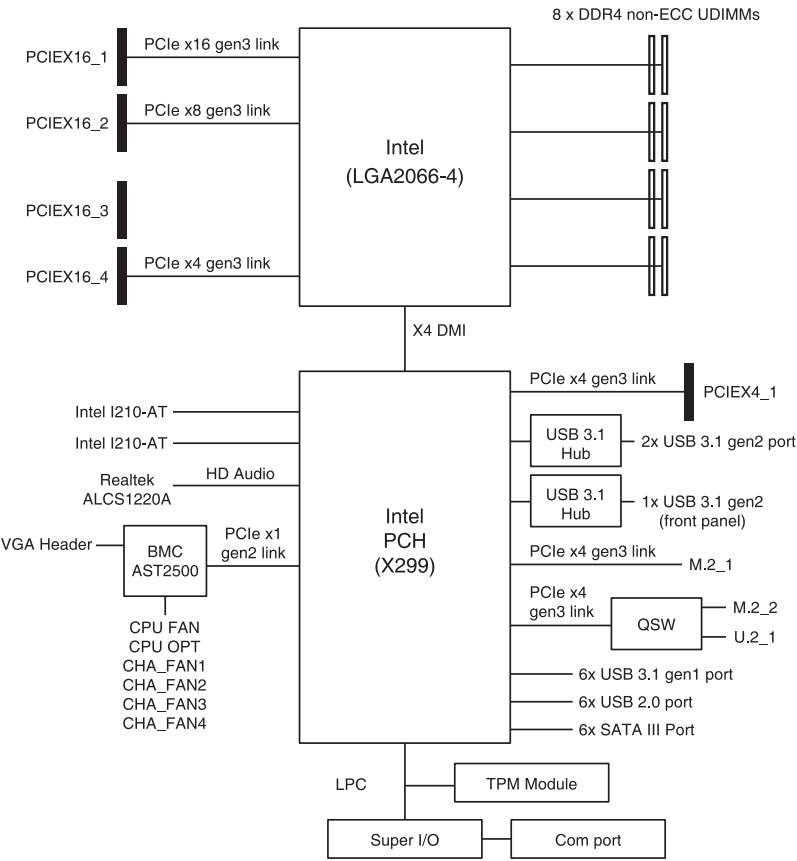 8 x DDR4 non-ECC UDIMMs
PCIEX16_1
PCIe x16 gen3 link
PCIEX16_2
PCIe x8 gen3 link
Intel
(LGA2066-4)
PCIEX16_3
PCIEX16_4
PCIe x4 gen3 link
X4 DMI
PCIe x4 gen3 link
PCIEX4_1
Intel I210-AT
Intel I210-AT
USB 3.1
Hub
2x USB 3.1 gen2 port
Realtek
ALCS1220A
HD Audio
USB 3.1
Hub
1x USB 3.1 gen2
(front panel)
Intel
PCH
(X299)
VGA Header
BMC
AST2500
PCIe x1
gen2 link
PCIe x4 gen3 link
M.2_1
PCIe x4
gen3 link
QSW
M.2_2
U.2_1
CPU FAN
CPU OPT
CHA_FAN1
CHA_FAN2
CHA_FAN3
CHA_FAN4
6x USB 3.1 gen1 port
6x USB 2.0 port
6x SATA III Port
LPC
TPM Module
Super I/O
Com port